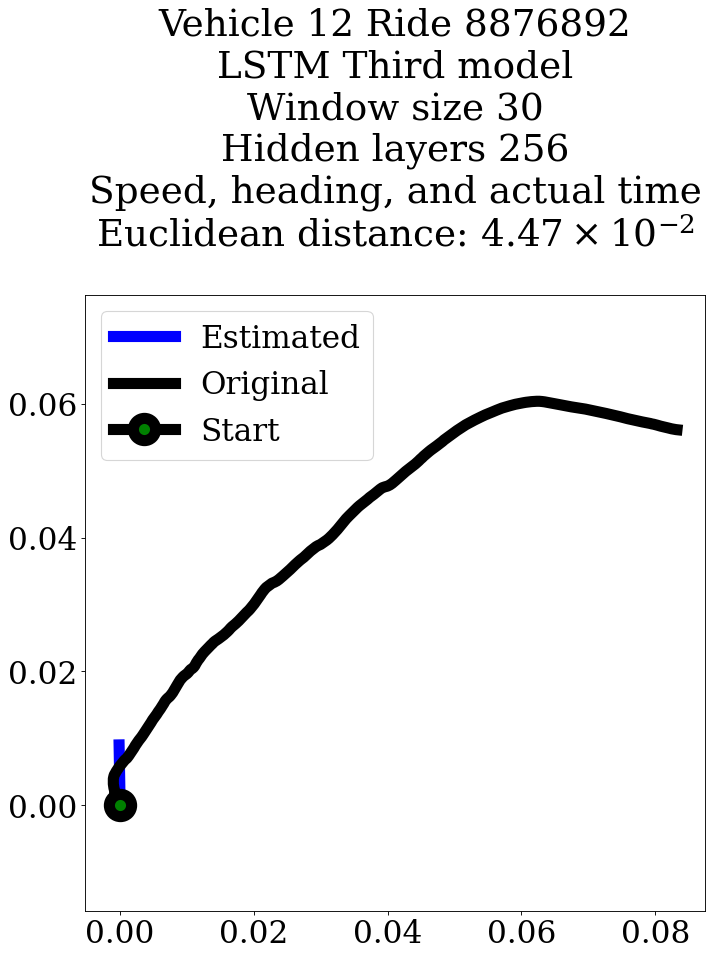 Vehicle 12 Ride 8876892
LSTM Third model
Window size 30
Hidden layers 256
Speed, heading, and actual time
Euclidean distance: 4.47 × 10⁻²
Estimated
Original
Start
0.06
0.04
0.02
0.00
0.00 0.02 0.04 0.06 0.08